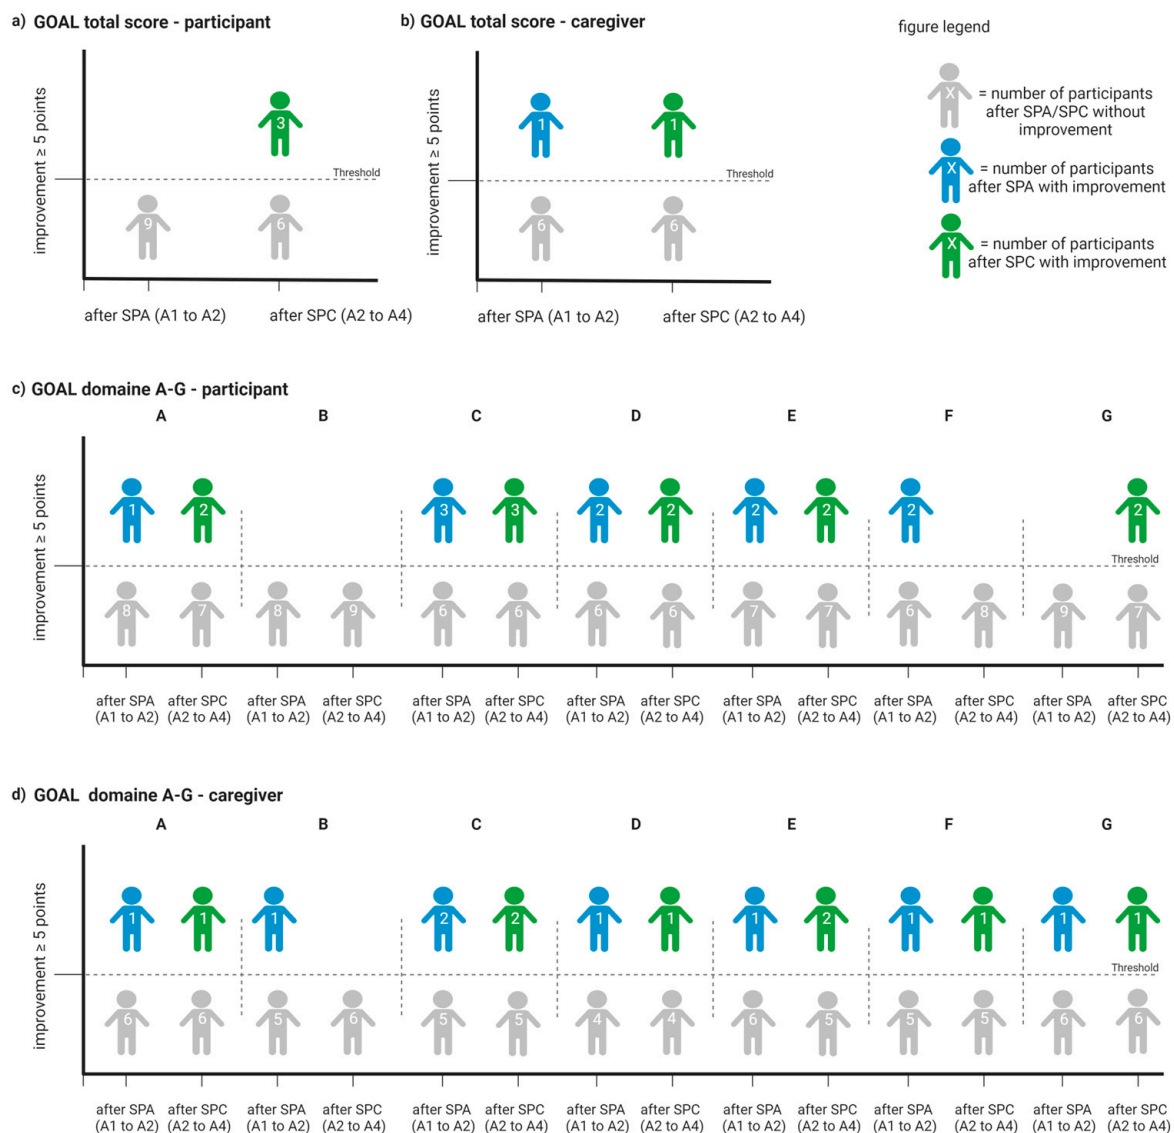 a) GOAL total score - participant
b) GOAL total score - caregiver
figure legend
improvement ≥ 5 points
3
Threshold
9
6
after SPA (A1 to A2)
after SPC (A2 to A4)
improvement ≥ 5 points
1
1
Threshold
6
6
after SPA (A1 to A2)
after SPC (A2 to A4)
X
= number of participants
after SPA/SPC without
improvement
X
= number of participants
after SPA with improvement
X
= number of participants
after SPC with improvement
c) GOAL domaine A-G - participant
A B C D E F G
improvement ≥ 5 points
1 2 3 3 2 2 2 2 2 2
Threshold
8 7 8 9 6 6 6 6 7 7 6 8 9 7
after SPA after SPC after SPA after SPC after SPA after SPC after SPA after SPC after SPA after SPC after SPA after SPC after SPA after SPC
(A1 to A2) (A2 to A4) (A1 to A2) (A2 to A4) (A1 to A2) (A2 to A4) (A1 to A2) (A2 to A4) (A1 to A2) (A2 to A4) (A1 to A2) (A2 to A4) (A1 to A2) (A2 to A4)
d) GOAL domaine A-G - caregiver
A B C D E F G
improvement ≥ 5 points
1 1 1 2 2 1 1 1 2 1 1 1 1
Threshold
6 6 5 6 5 5 4 4 6 5 5 5 6 6
after SPA after SPC after SPA after SPC after SPA after SPC after SPA after SPC after SPA after SPC after SPA after SPC after SPA after SPC
(A1 to A2) (A2 to A4) (A1 to A2) (A2 to A4) (A1 to A2) (A2 to A4) (A1 to A2) (A2 to A4) (A1 to A2) (A2 to A4) (A1 to A2) (A2 to A4) (A1 to A2) (A2 to A4)